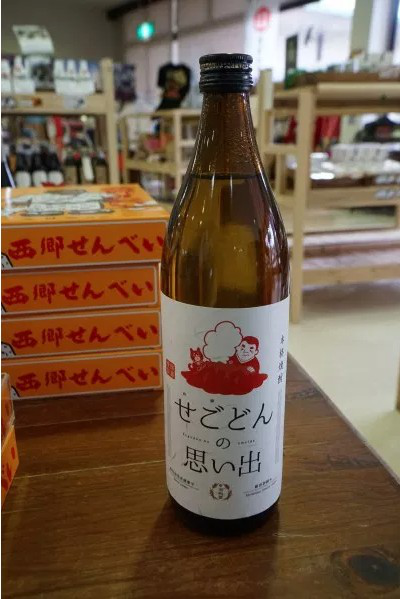 西郷せんべい
西郷せんべい
西郷せんべい
西郷せんべい
本格焼酎
せごどん
の
思い出